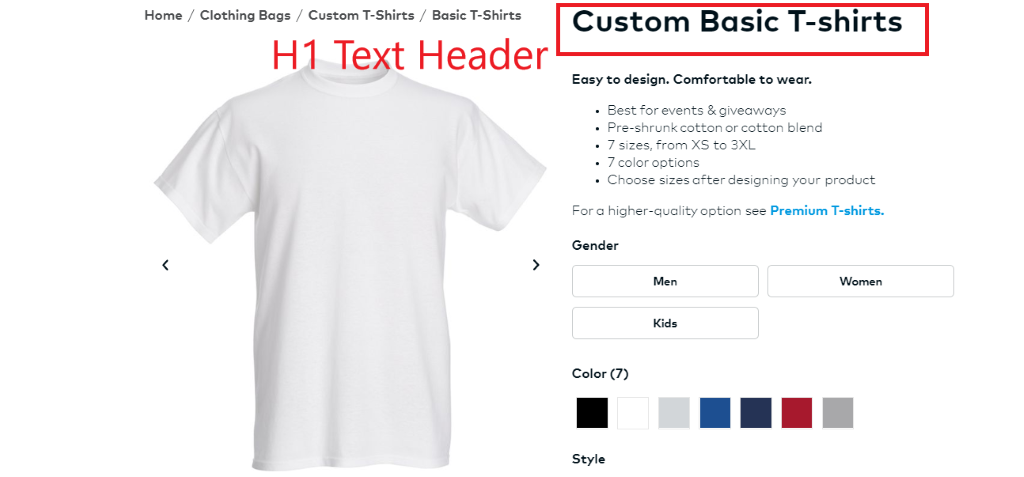 Home / Clothing Bags / Custom T-Shirts / Basic T-Shirts
H1 Text Header
Custom Basic T-shirts
Easy to design. Comfortable to wear.
• Best for events & giveaways
• Pre-shrunk cotton or cotton blend
• 7 sizes, from XS to 3XL
• 7 color options
• Choose sizes after designing your product
For a higher-quality option see Premium T-shirts.
Gender
Men
Women
Kids
Color (7)
Style